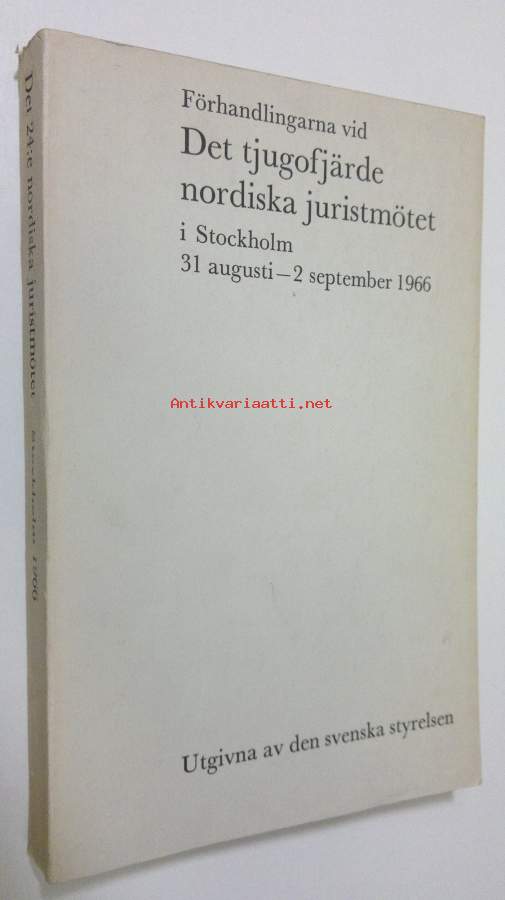 Förhandlingarna vid
Det tjugofjärde
nordiska juristmötet
i Stockholm
31 augusti—2 september 1966
Antikvariaatti.net
Utgivna av den svenska styrelsen
Det 24:e nordiska juristmötet Stockholm 1966